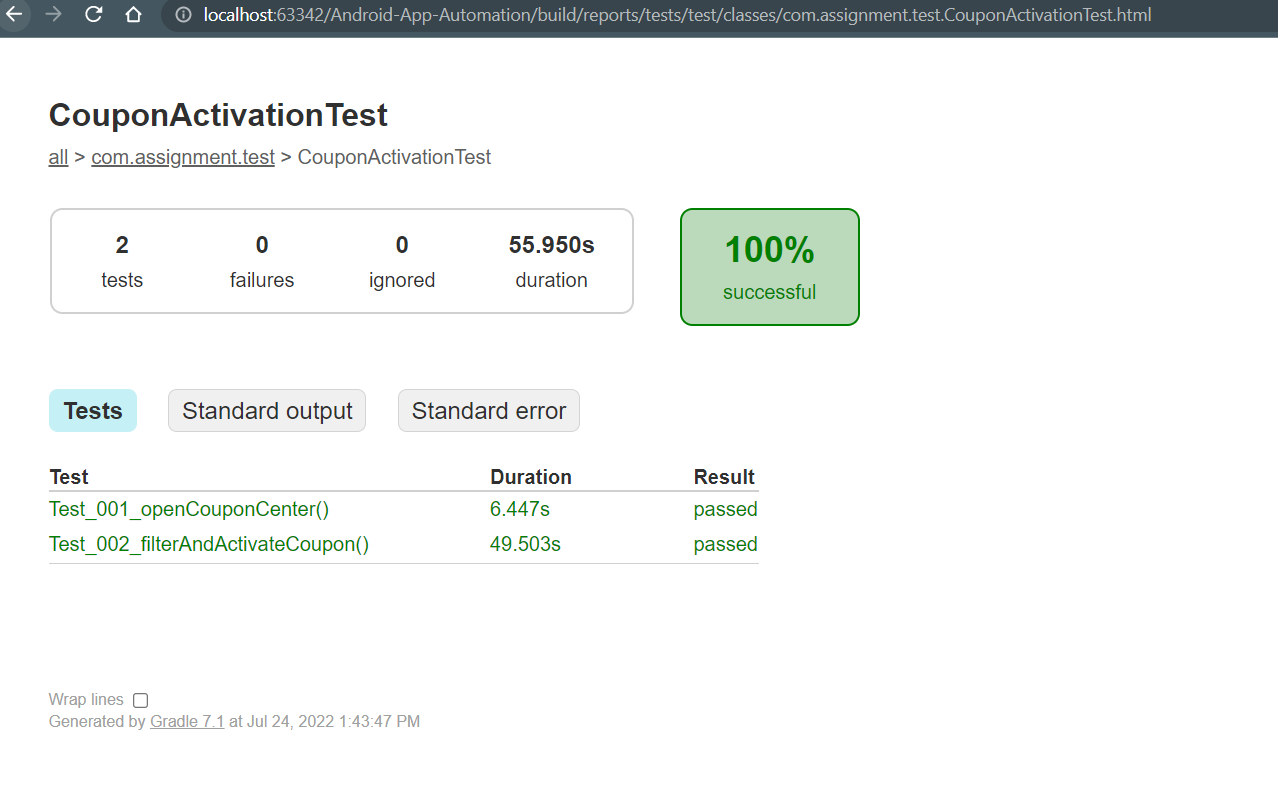 localhost:63342/Android-App-Automation/build/reports/tests/test/classes/com.assignment.test.CouponActivationTest.html
CouponActivationTest
all > com.assignment.test > CouponActivationTest
2 0 0 55.950s
tests failures ignored duration
100%
successful
Tests Standard output Standard error
Test Duration Result
Test_001_openCouponCenter() 6.447s passed
Test_002_filterAndActivateCoupon() 49.503s passed
Wrap lines
Generated by Gradle 7.1 at Jul 24, 2022 1:43:47 PM